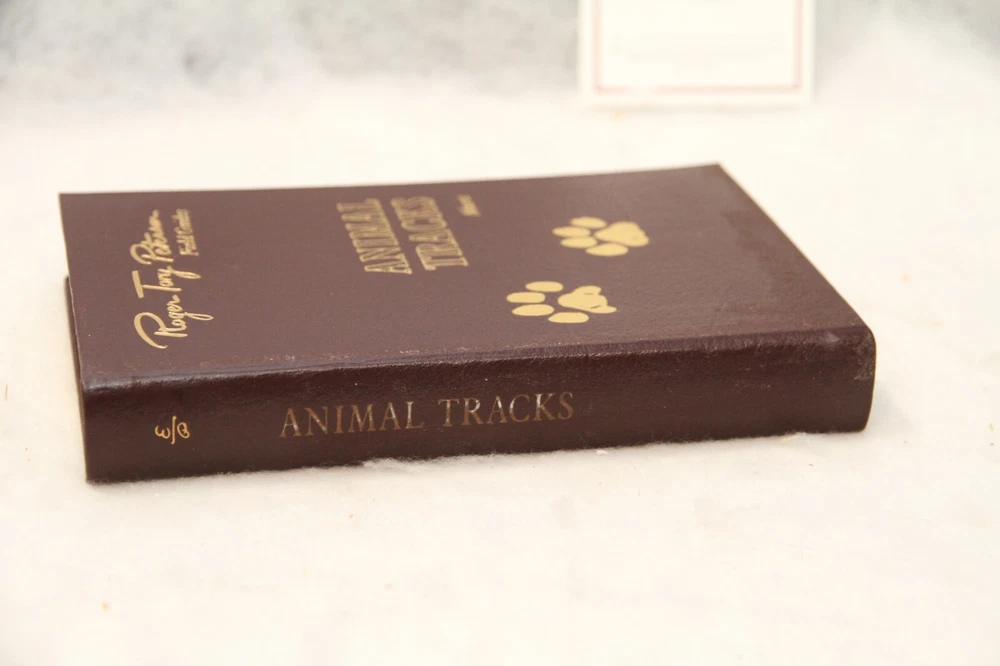 Roger Tory Peterson
Field Guides
ANIMAL
TRACKS
ANIMAL TRACKS